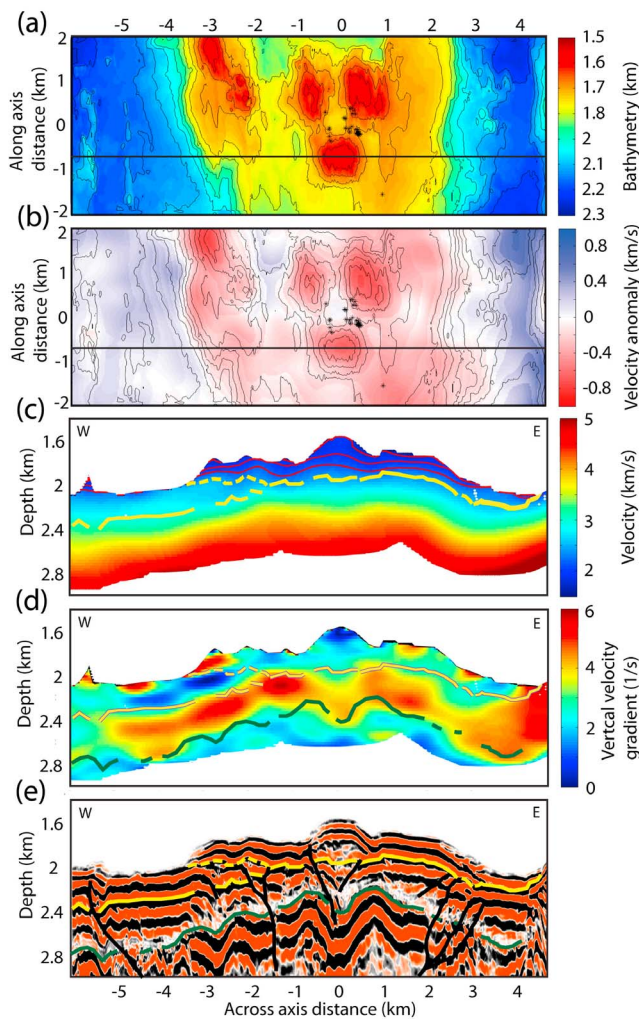 (a)
-5 -4 -3 -2 -1 0 1 2 3 4
Along axis
distance (km)
2
1
0
-1
-2
1.5
1.6
1.7
1.8
1.9
2.0
2.1
2.2
2.3
Bathymetry (km)
(b)
Along axis
distance (km)
2
1
0
-1
-2
0.8
0.4
0
-0.4
-0.8
Velocity anomaly (km/s)
(c)
W
E
Depth (km)
1.6
2
2.4
2.8
5
4
3
2
Velocity (km/s)
(d)
W
E
Depth (km)
1.6
2
2.4
2.8
6
4
2
0
Vertcal velocity
gradient (1/s)
(e)
W
E
Depth (km)
1.6
2
2.4
2.8
-5 -4 -3 -2 -1 0 1 2 3 4
Across axis distance (km)